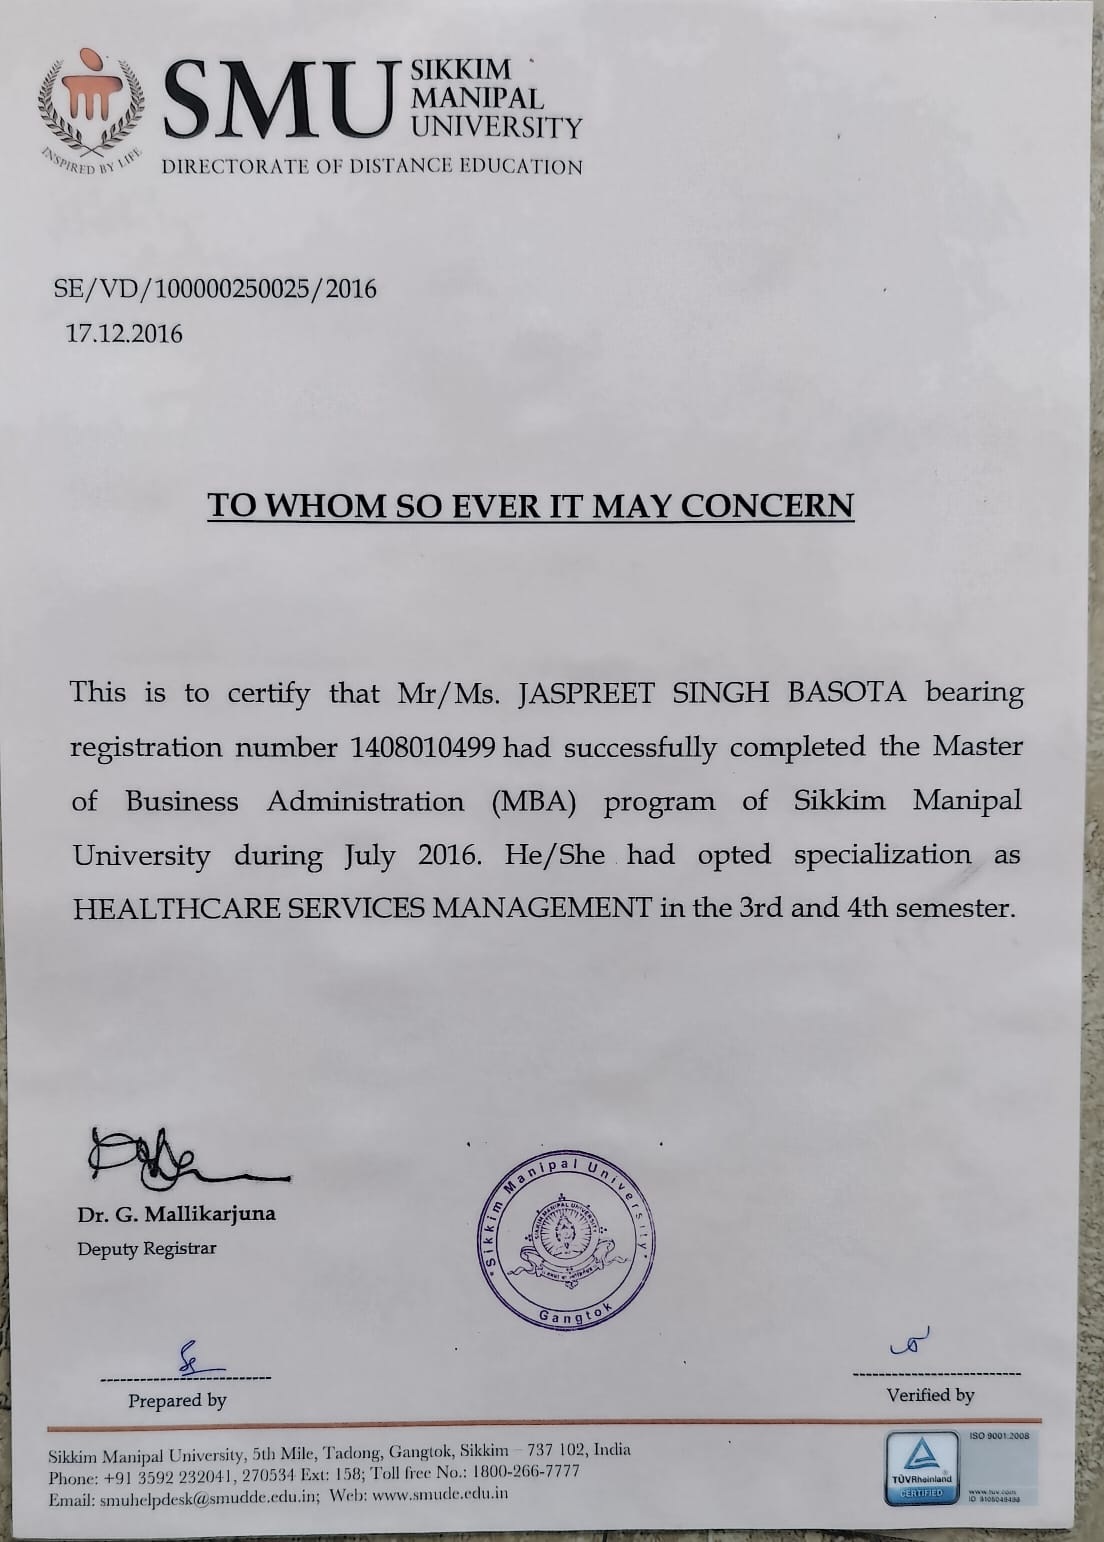 SMU
SIKKIM
MANIPAL
UNIVERSITY
INSPIRED BY LIFE
DIRECTORATE OF DISTANCE EDUCATION
SE/VD/100000250025/2016
17.12.2016
TO WHOM SO EVER IT MAY CONCERN
This is to certify that Mr/Ms. JASPREET SINGH BASOTA bearing
registration number 1408010499 had successfully completed the Master
of Business Administration (MBA) program of Sikkim Manipal
University during July 2016. He/She had opted specialization as
HEALTHCARE SERVICES MANAGEMENT in the 3rd and 4th semester.
Dr. G. Mallikarjuna
Deputy Registrar
Sikkim Manipal University
SIKKIM MANIPAL UNIVERSITY
Gangtok
Prepared by
Verified by
Sikkim Manipal University, 5th Mile, Tadong, Gangtok, Sikkim – 737 102, India
Phone: +91 3592 232041, 270534 Ext: 158; Toll free No.: 1800-266-7777
Email: smuhelpdesk@smudde.edu.in; Web: www.smude.edu.in
TÜVRheinland
CERTIFIED
ISO 9001:2008
www.tuv.com
ID 9105049498